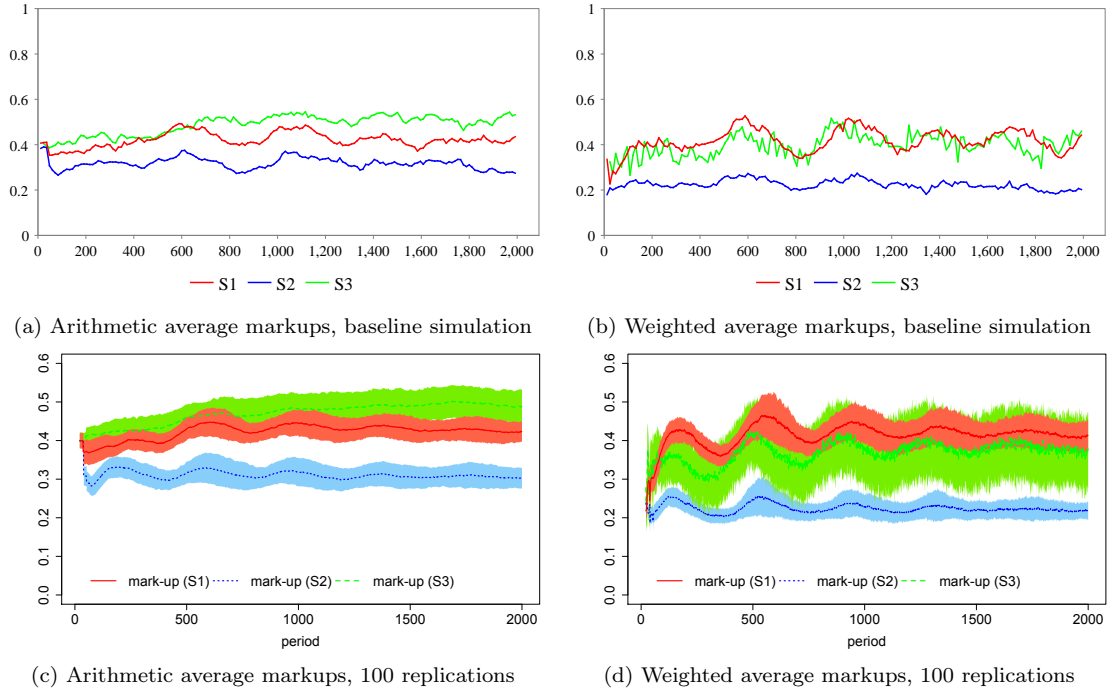 1
0.8
0.6
0.4
0.2
0
0 200 400 600 800 1,000 1,200 1,400 1,600 1,800 2,000
S1 S2 S3
(a) Arithmetic average markups, baseline simulation
1
0.8
0.6
0.4
0.2
0
0 200 400 600 800 1,000 1,200 1,400 1,600 1,800 2,000
S1 S2 S3
(b) Weighted average markups, baseline simulation
0.6
0.5
0.4
0.3
0.2
0.1
0.0
mark-up (S1) mark-up (S2) mark-up (S3)
0 500 1000 1500 2000
period
(c) Arithmetic average markups, 100 replications
0.6
0.5
0.4
0.3
0.2
0.1
0.0
mark-up (S1) mark-up (S2) mark-up (S3)
0 500 1000 1500 2000
period
(d) Weighted average markups, 100 replications